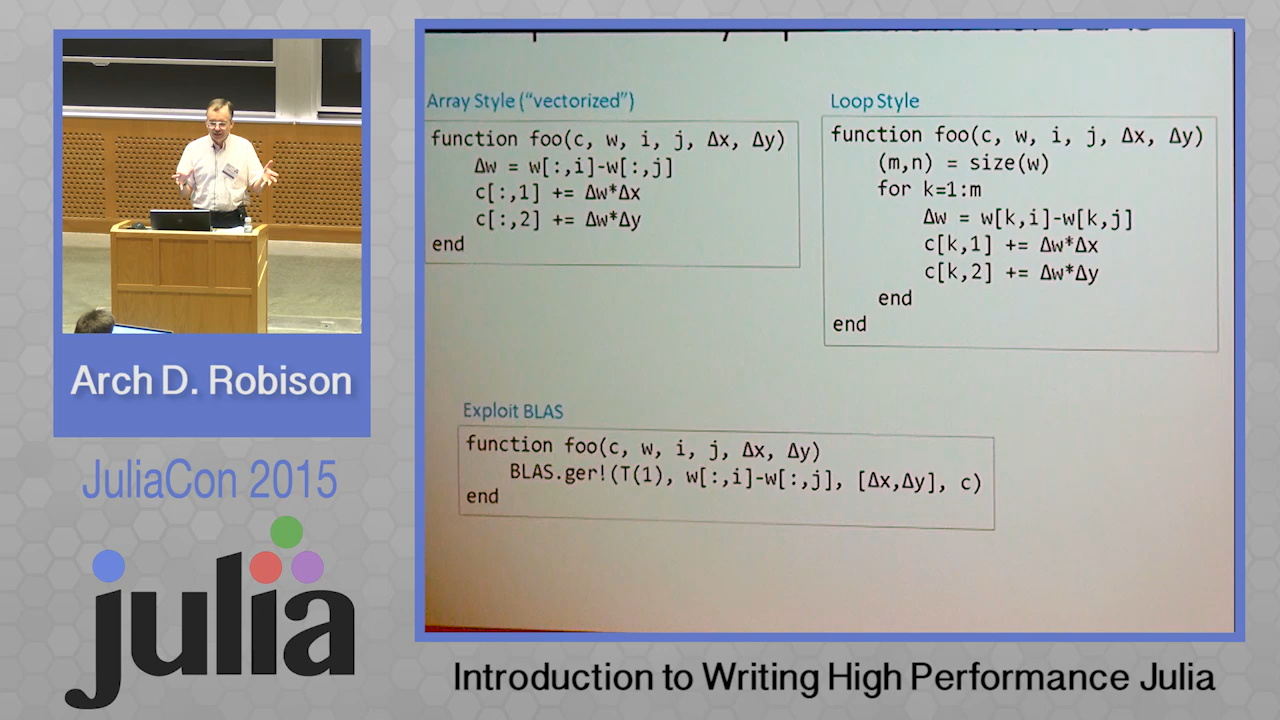 Array Style ("vectorized")
function foo(c, w, i, j, Δx, Δy)
Δw = w[:,i]-w[:,j]
c[:,1] += Δw*Δx
c[:,2] += Δw*Δy
end
Loop Style
function foo(c, w, i, j, Δx, Δy)
(m,n) = size(w)
for k=1:m
Δw = w[k,i]-w[k,j]
c[k,1] += Δw*Δx
c[k,2] += Δw*Δy
end
end
Exploit BLAS
function foo(c, w, i, j, Δx, Δy)
BLAS.ger!(T(1), w[:,i]-w[:,j], [Δx,Δy], c)
end
Arch D. Robison
JuliaCon 2015
julia
Introduction to Writing High Performance Julia